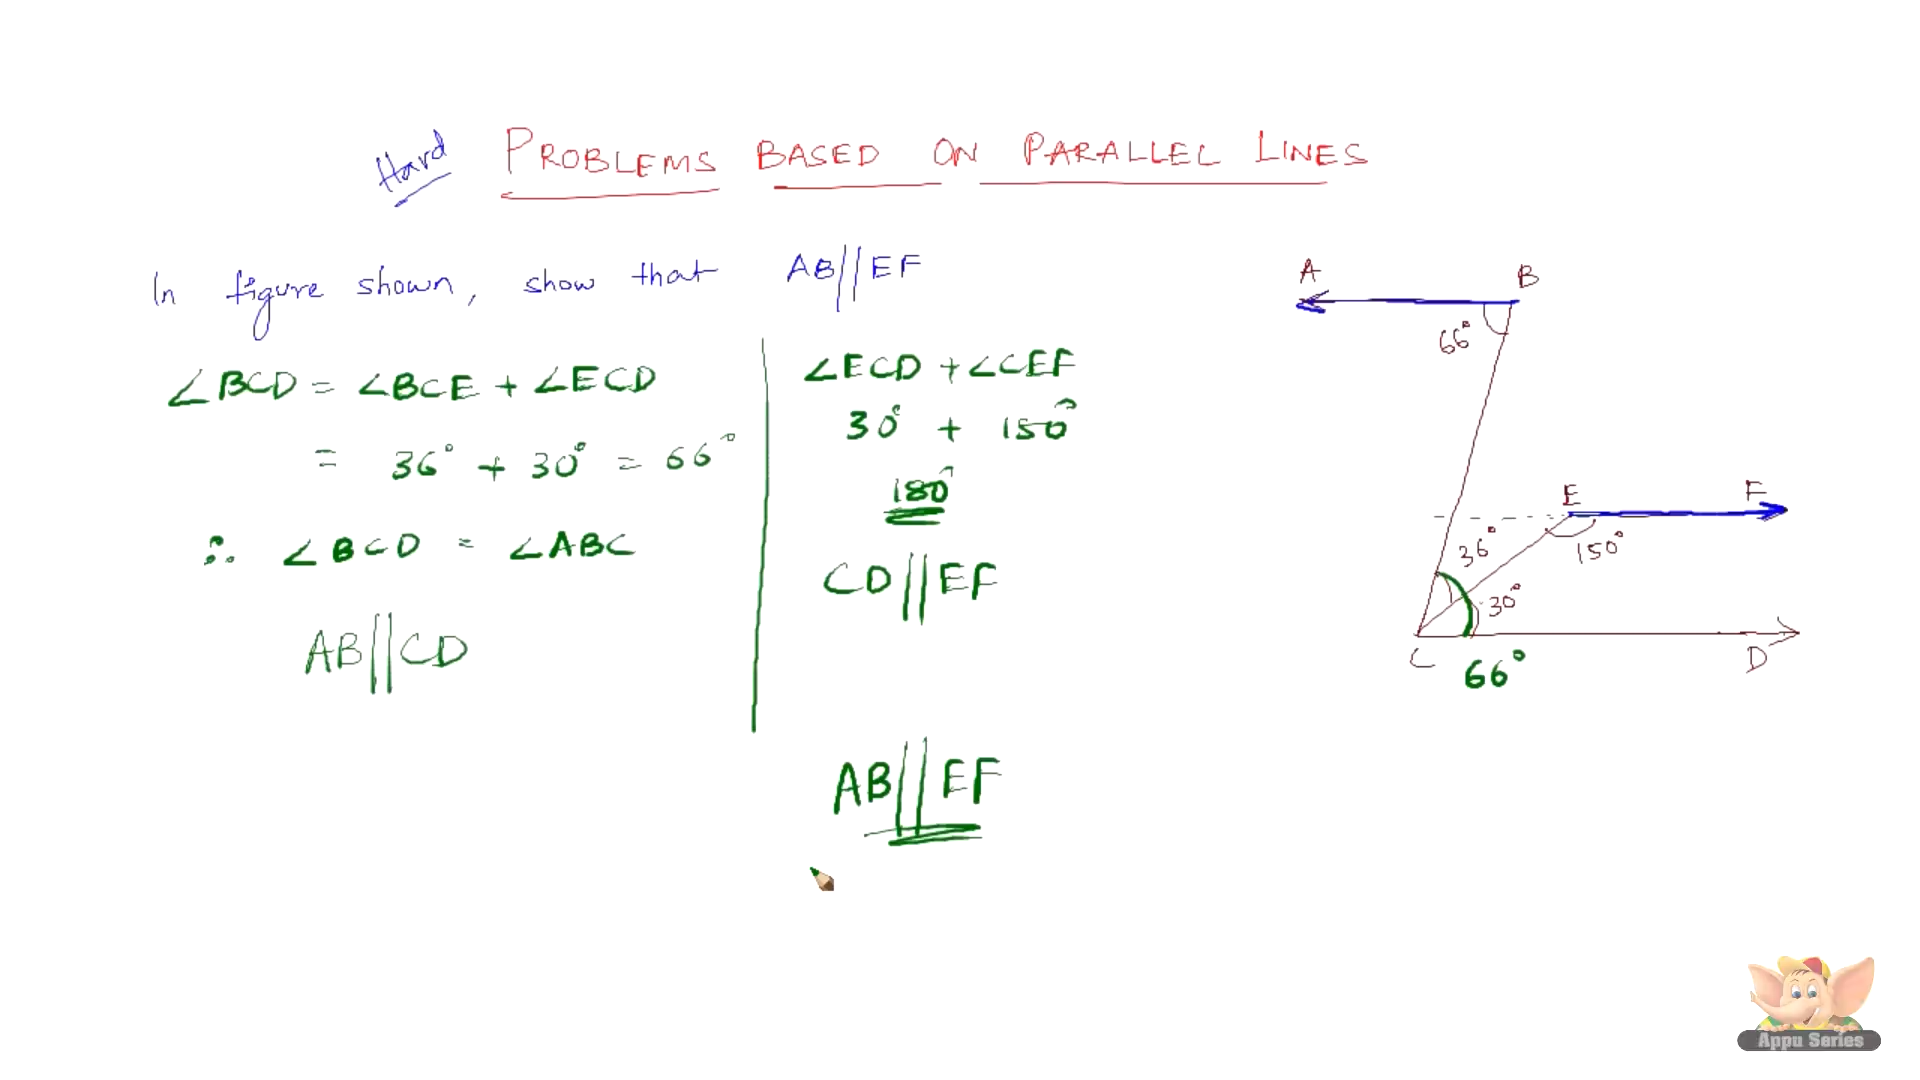 Hard PROBLEMS BASED ON PARALLEL LINES
In figure shown, show that AB||EF
∠BCD = ∠BCE + ∠ECD
= 36° + 30° = 66°
∴ ∠BCD = ∠ABC
AB||CD
∠ECD + ∠CEF
30° + 150°
180°
CD||EF
AB||EF
A B
66°
E F
36° 150°
30°
C D
66°
Appu Series